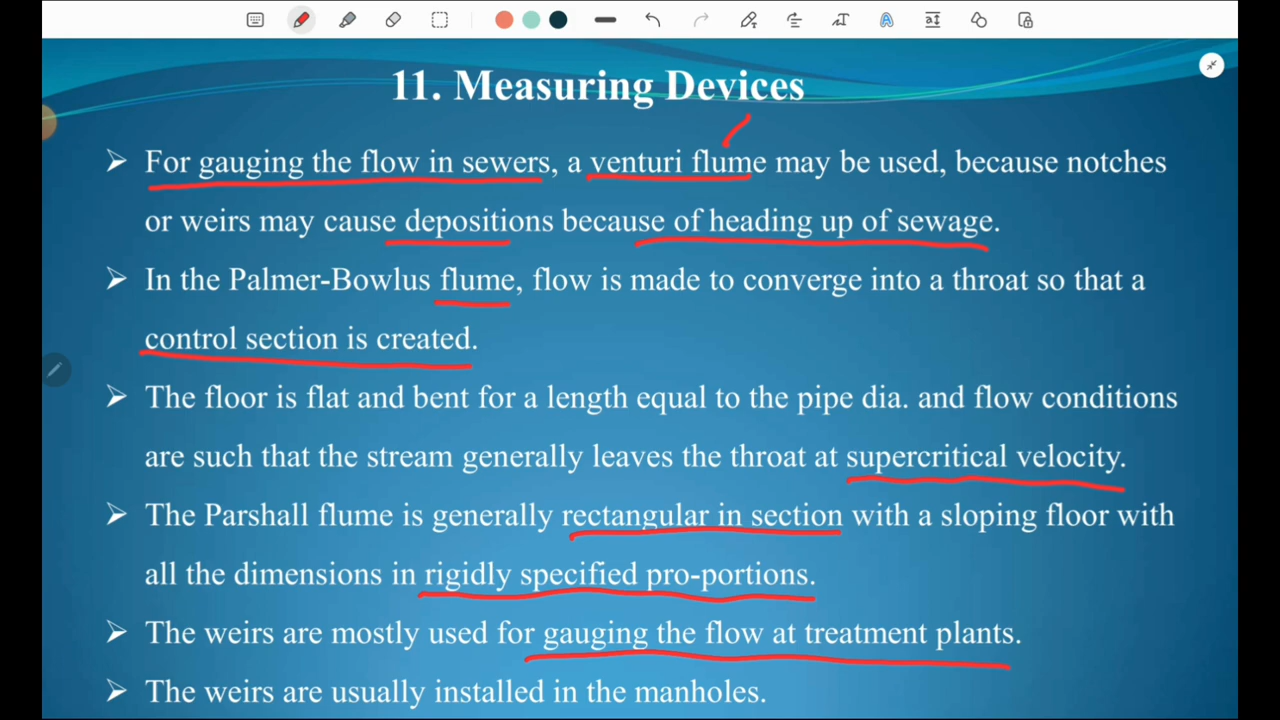 11. Measuring Devices
➢ For gauging the flow in sewers, a venturi flume may be used, because notches
or weirs may cause depositions because of heading up of sewage.
➢ In the Palmer-Bowlus flume, flow is made to converge into a throat so that a
control section is created.
➢ The floor is flat and bent for a length equal to the pipe dia. and flow conditions
are such that the stream generally leaves the throat at supercritical velocity.
➢ The Parshall flume is generally rectangular in section with a sloping floor with
all the dimensions in rigidly specified pro-portions.
➢ The weirs are mostly used for gauging the flow at treatment plants.
➢ The weirs are usually installed in the manholes.